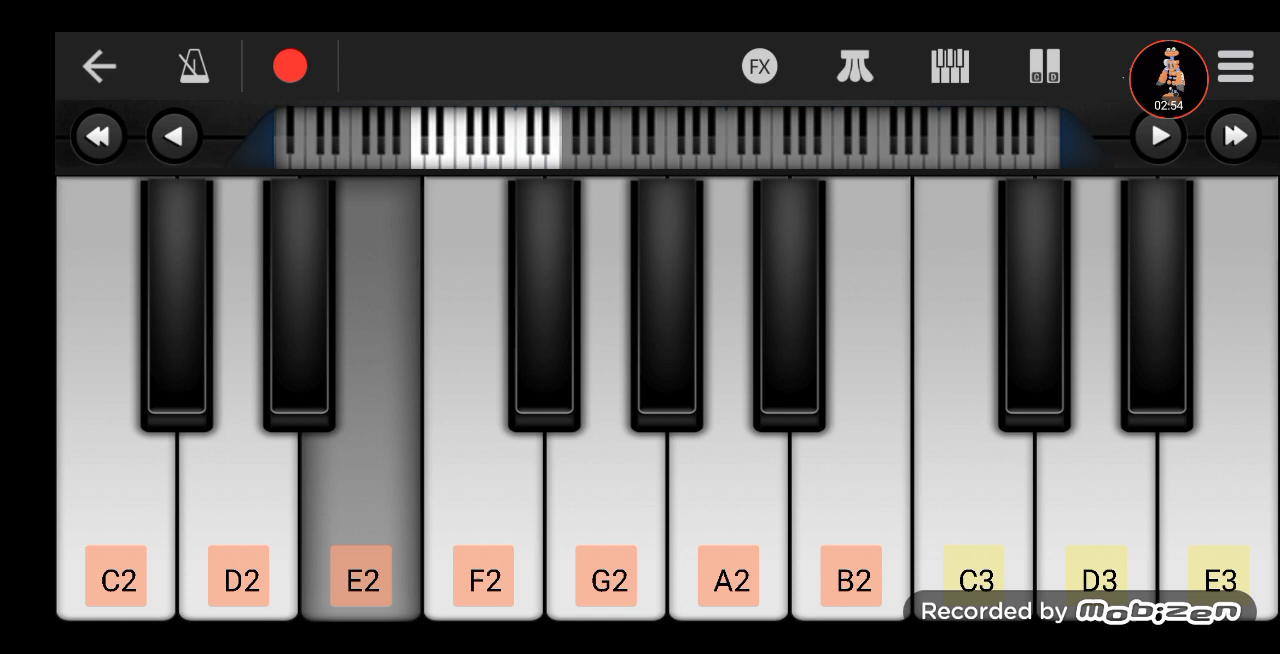 FX
C D
02:54
C2 D2 E2 F2 G2 A2 B2 C3 D3 E3
Recorded by mobizen